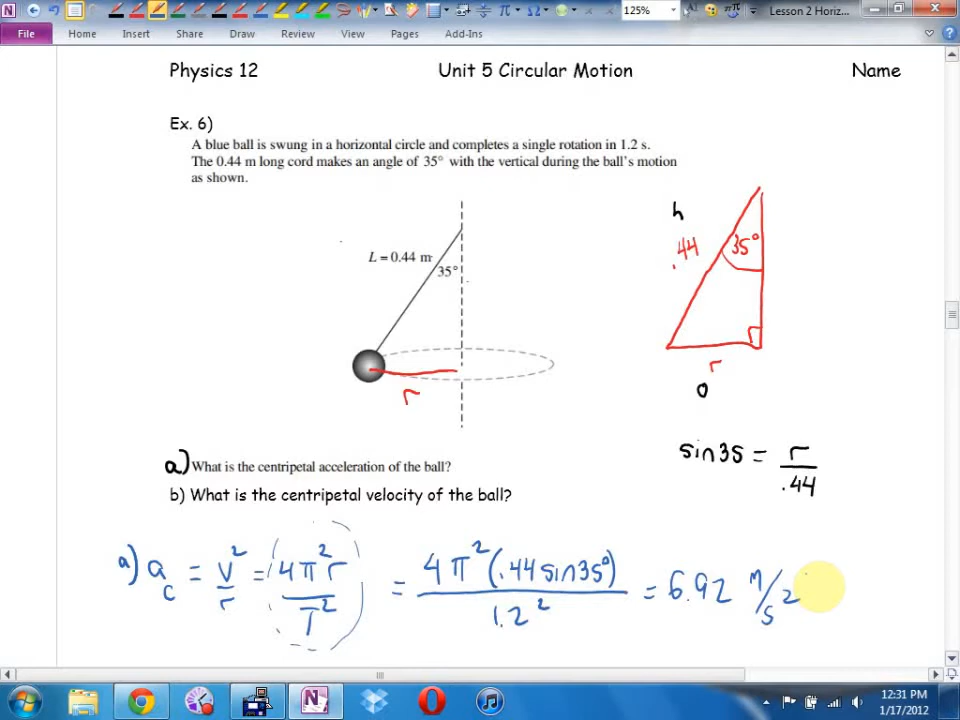 125%
Lesson 2 Horiz...
File Home Insert Share Draw Review View Pages Add-Ins
Physics 12 Unit 5 Circular Motion Name
Ex. 6)
A blue ball is swung in a horizontal circle and completes a single rotation in 1.2 s.
The 0.44 m long cord makes an angle of 35° with the vertical during the ball's motion
as shown.
L = 0.44 m
35°
r
h
.44
35°
r
o
sin35 = r/.44
a) What is the centripetal acceleration of the ball?
b) What is the centripetal velocity of the ball?
a) a_c = v²/r = 4π²r/T² = 4π²(.44sin35°)/1.2² = 6.92 m/s2
12:31 PM
1/17/2012